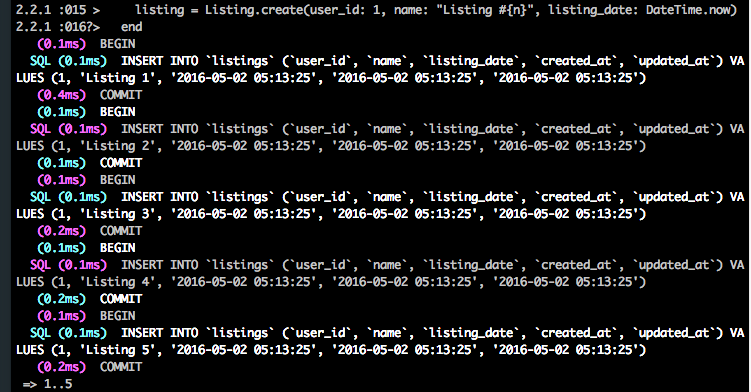 2.2.1 :015 >     listing = Listing.create(user_id: 1, name: "Listing #{n}", listing_date: DateTime.now)
2.2.1 :016?>   end
(0.1ms)  BEGIN
SQL (0.1ms)  INSERT INTO `listings` (`user_id`, `name`, `listing_date`, `created_at`, `updated_at`) VA
LUES (1, 'Listing 1', '2016-05-02 05:13:25', '2016-05-02 05:13:25', '2016-05-02 05:13:25')
(0.4ms)  COMMIT
(0.1ms)  BEGIN
SQL (0.1ms)  INSERT INTO `listings` (`user_id`, `name`, `listing_date`, `created_at`, `updated_at`) VA
LUES (1, 'Listing 2', '2016-05-02 05:13:25', '2016-05-02 05:13:25', '2016-05-02 05:13:25')
(0.1ms)  COMMIT
(0.1ms)  BEGIN
SQL (0.1ms)  INSERT INTO `listings` (`user_id`, `name`, `listing_date`, `created_at`, `updated_at`) VA
LUES (1, 'Listing 3', '2016-05-02 05:13:25', '2016-05-02 05:13:25', '2016-05-02 05:13:25')
(0.2ms)  COMMIT
(0.1ms)  BEGIN
SQL (0.1ms)  INSERT INTO `listings` (`user_id`, `name`, `listing_date`, `created_at`, `updated_at`) VA
LUES (1, 'Listing 4', '2016-05-02 05:13:25', '2016-05-02 05:13:25', '2016-05-02 05:13:25')
(0.2ms)  COMMIT
(0.1ms)  BEGIN
SQL (0.1ms)  INSERT INTO `listings` (`user_id`, `name`, `listing_date`, `created_at`, `updated_at`) VA
LUES (1, 'Listing 5', '2016-05-02 05:13:25', '2016-05-02 05:13:25', '2016-05-02 05:13:25')
(0.2ms)  COMMIT
=> 1..5